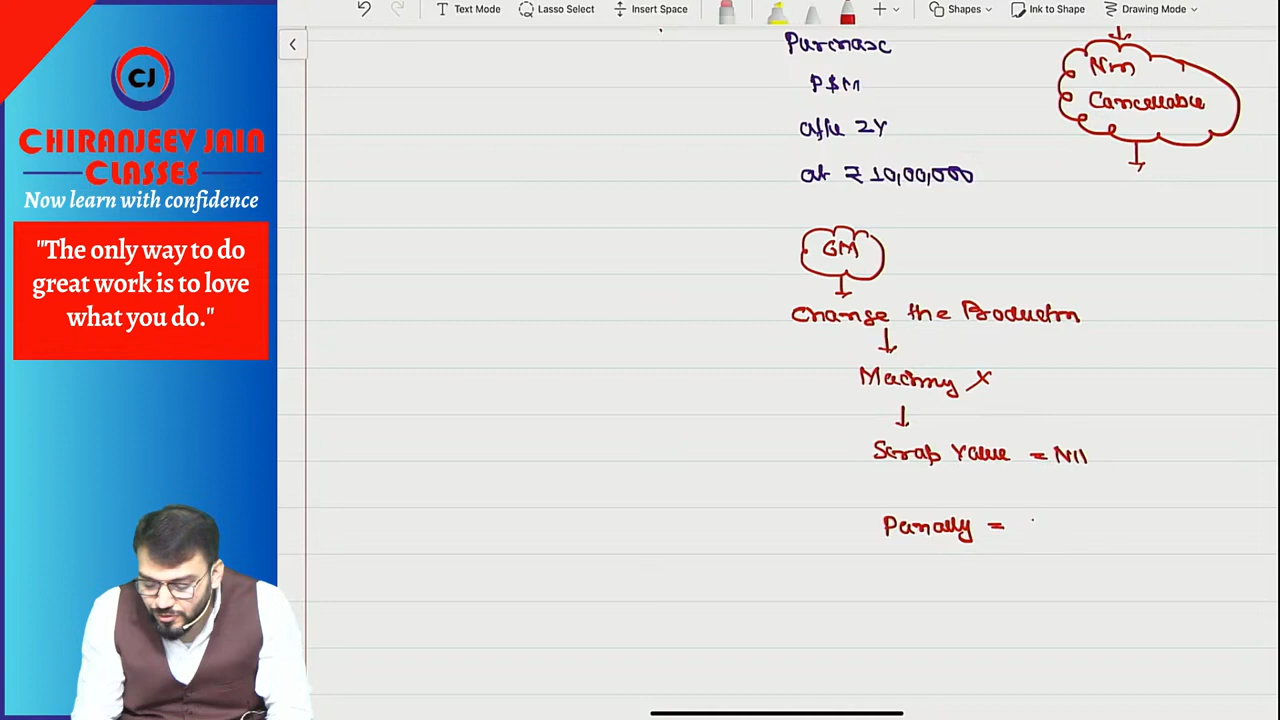 Text Mode
Lasso Select
Insert Space
Shapes
Ink to Shape
Drawing Mode
CJ
CHIRANJEEV JAIN
CLASSES
Now learn with confidence
"The only way to do
great work is to love
what you do."
Purchase
P&M
after 2Y
at ₹ 10,00,000
Non
Cancellable
GM
Change the Production
Machinery X
Scrap Value = Nil
Panally =